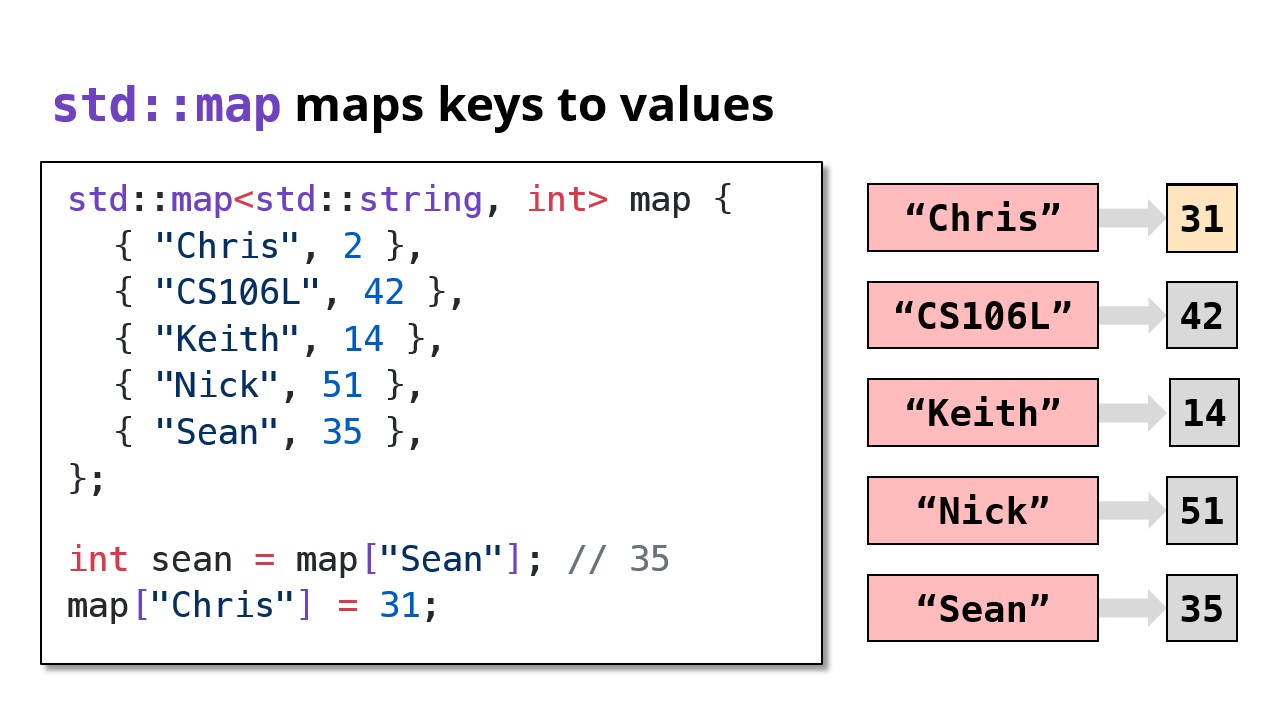 std::map maps keys to values
std::map<std::string, int> map {
{ "Chris", 2 },
{ "CS106L", 42 },
{ "Keith", 14 },
{ "Nick", 51 },
{ "Sean", 35 },
};
int sean = map["Sean"]; // 35
map["Chris"] = 31;
“Chris” 31
“CS106L” 42
“Keith” 14
“Nick” 51
“Sean” 35